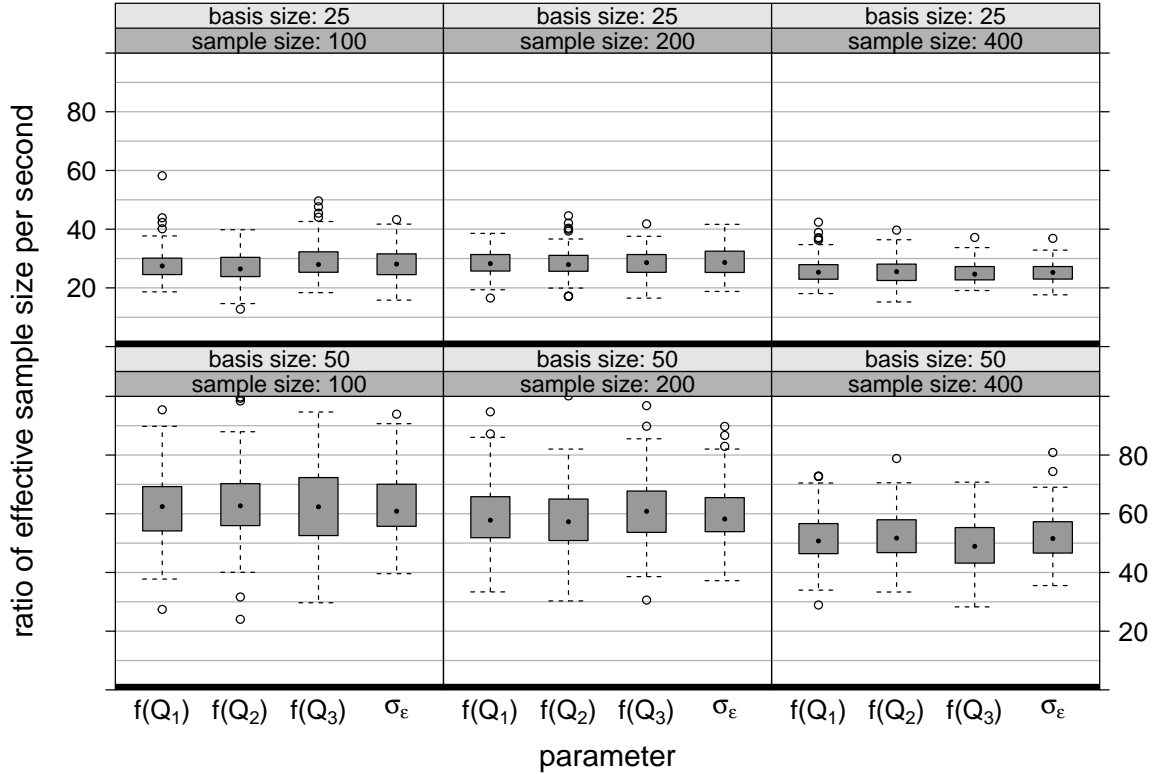 basis size: 25 basis size: 25 basis size: 25
sample size: 100 sample size: 200 sample size: 400
ratio of effective sample size per second
80
60
40
20
basis size: 50 basis size: 50 basis size: 50
sample size: 100 sample size: 200 sample size: 400
80
60
40
20
f(Q₁) f(Q₂) f(Q₃) σε f(Q₁) f(Q₂) f(Q₃) σε f(Q₁) f(Q₂) f(Q₃) σε
parameter